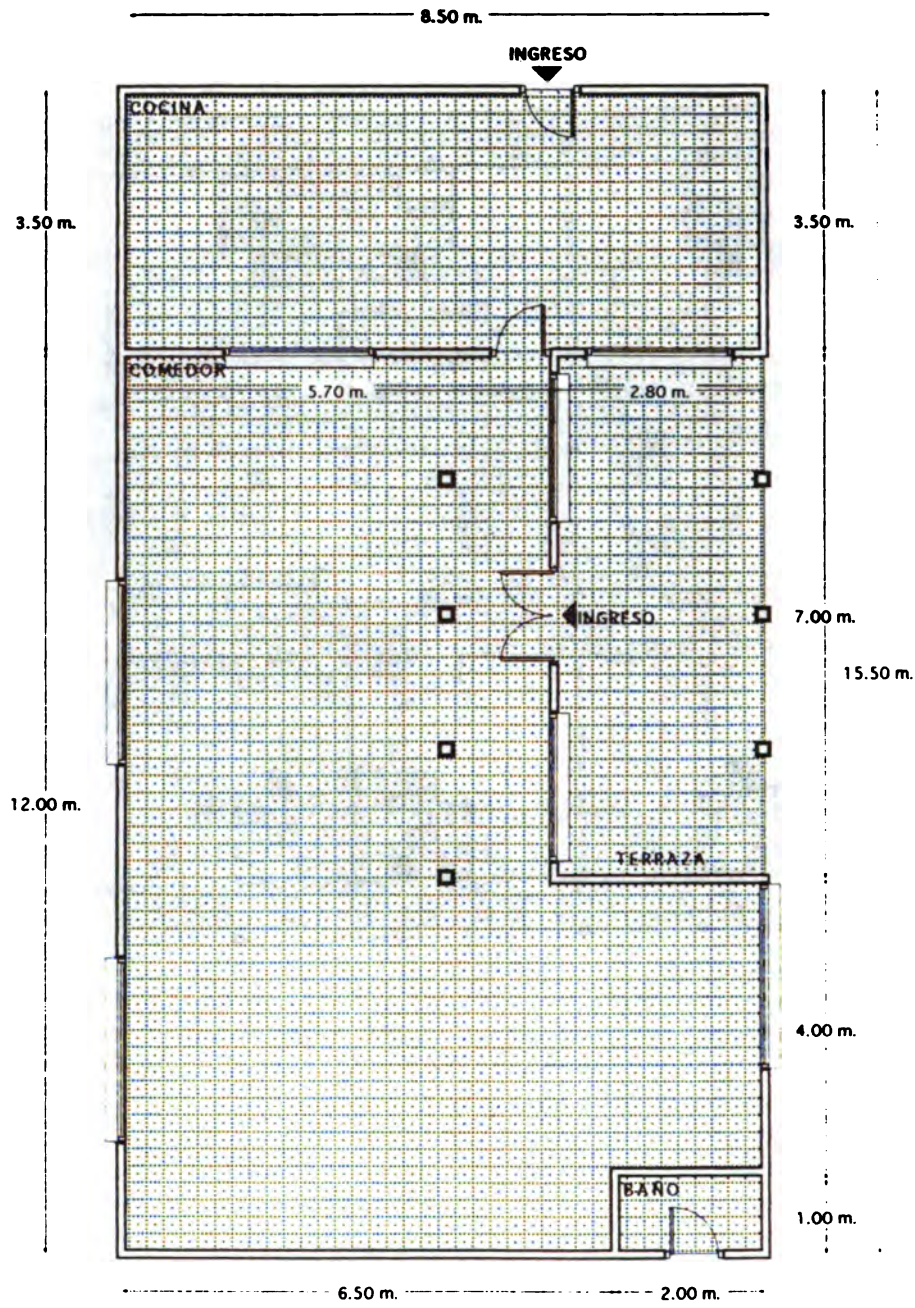 8.50 m.
INGRESO
COCINA
3.50 m.
3.50 m.
COMEDOR
5.70 m.
2.80 m.
INGRESO
7.00 m.
15.50 m.
12.00 m.
TERRAZA
4.00 m.
BAÑO
1.00 m.
6.50 m.
2.00 m.